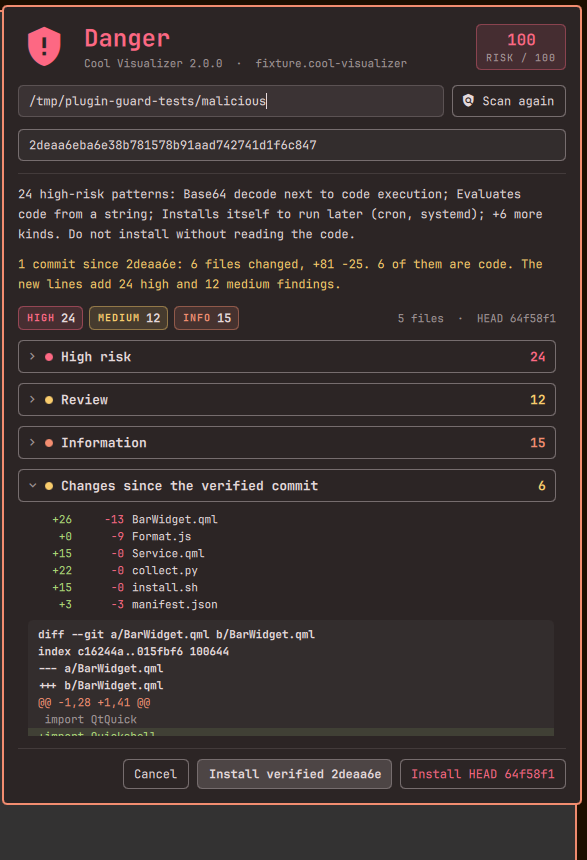 Danger
Cool Visualizer 2.0.0 · fixture.cool-visualizer
100
RISK / 100
/tmp/plugin-guard-tests/malicious
Scan again
2deaa6eba6e38b781578b91aad742741d1f6c847
24 high-risk patterns: Base64 decode next to code execution; Evaluates
code from a string; Installs itself to run later (cron, systemd); +6 more
kinds. Do not install without reading the code.
1 commit since 2deaa6e: 6 files changed, +81 -25. 6 of them are code. The
new lines add 24 high and 12 medium findings.
HIGH 24 MEDIUM 12 INFO 15 5 files · HEAD 64f58f1
High risk 24
Review 12
Information 15
Changes since the verified commit 6
+26 -13 BarWidget.qml
+0 -9 Format.js
+15 -0 Service.qml
+22 -0 collect.py
+15 -0 install.sh
+3 -3 manifest.json
diff --git a/BarWidget.qml b/BarWidget.qml
index c16244a..015fbf6 100644
--- a/BarWidget.qml
+++ b/BarWidget.qml
@@ -1,28 +1,41 @@
import QtQuick
+import Quickshell
Cancel Install verified 2deaa6e Install HEAD 64f58f1